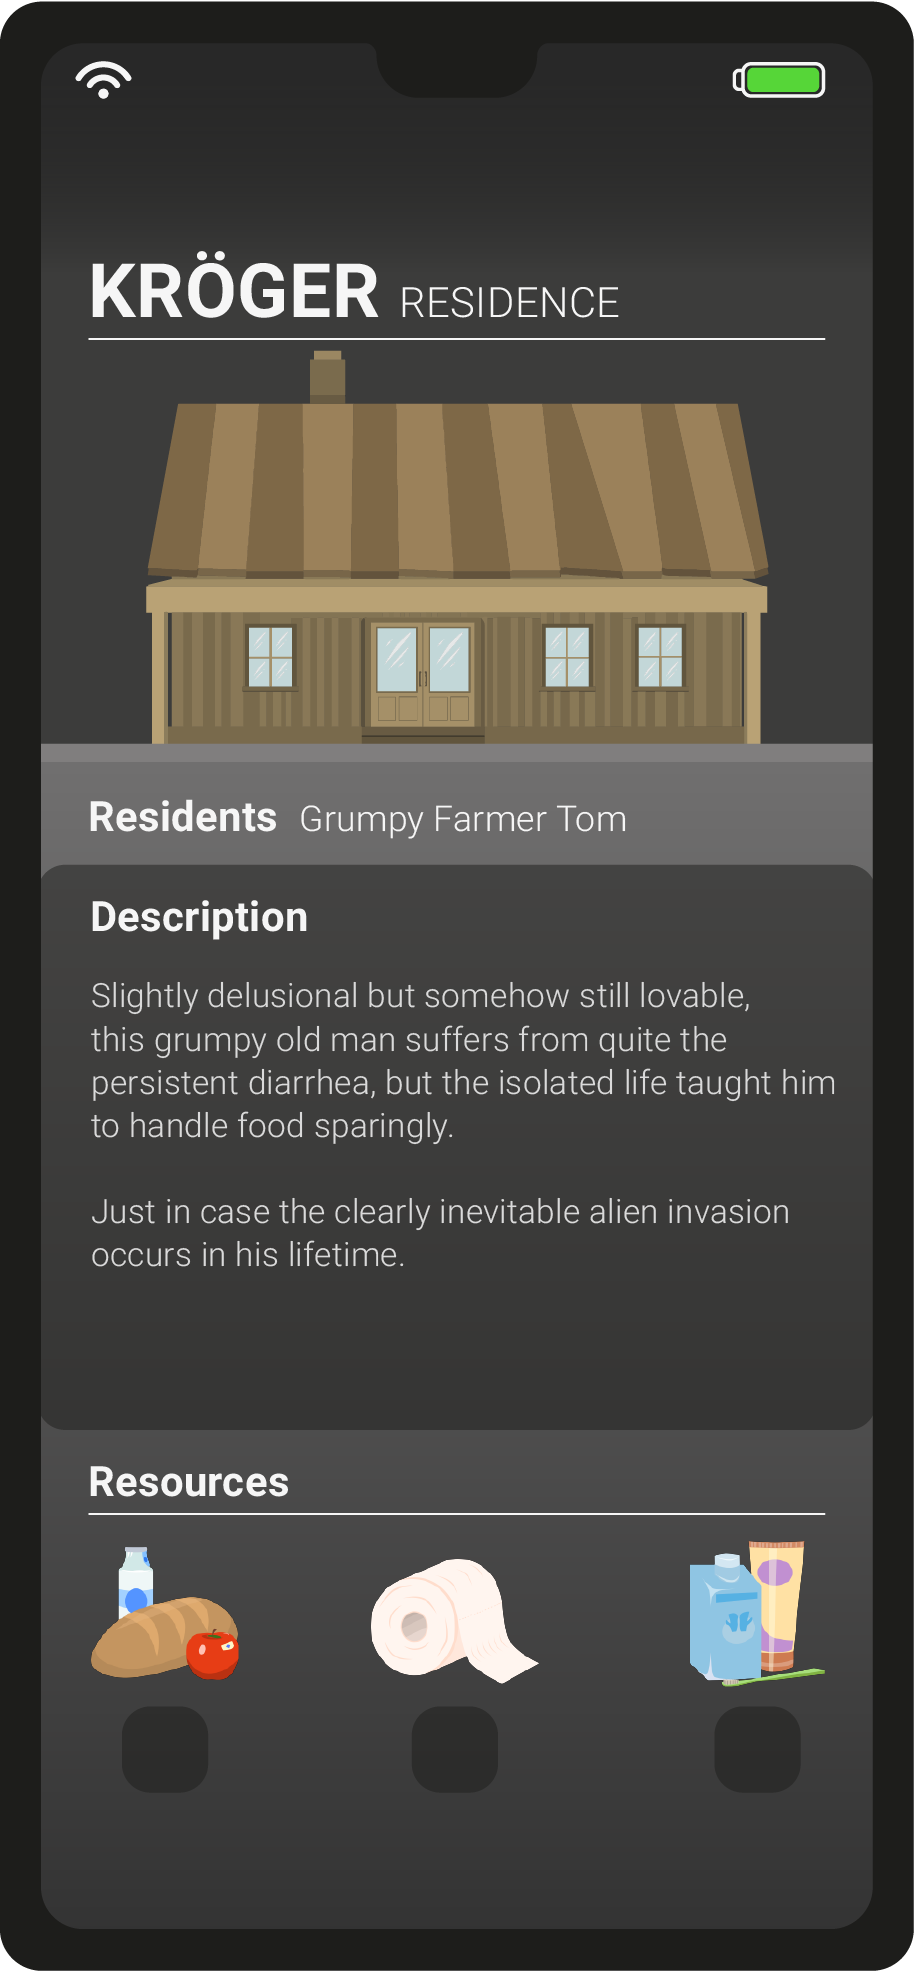 KRÖGER RESIDENCE
Residents Grumpy Farmer Tom
Description
Slightly delusional but somehow still lovable,
this grumpy old man suffers from quite the
persistent diarrhea, but the isolated life taught him
to handle food sparingly.
Just in case the clearly inevitable alien invasion
occurs in his lifetime.
Resources